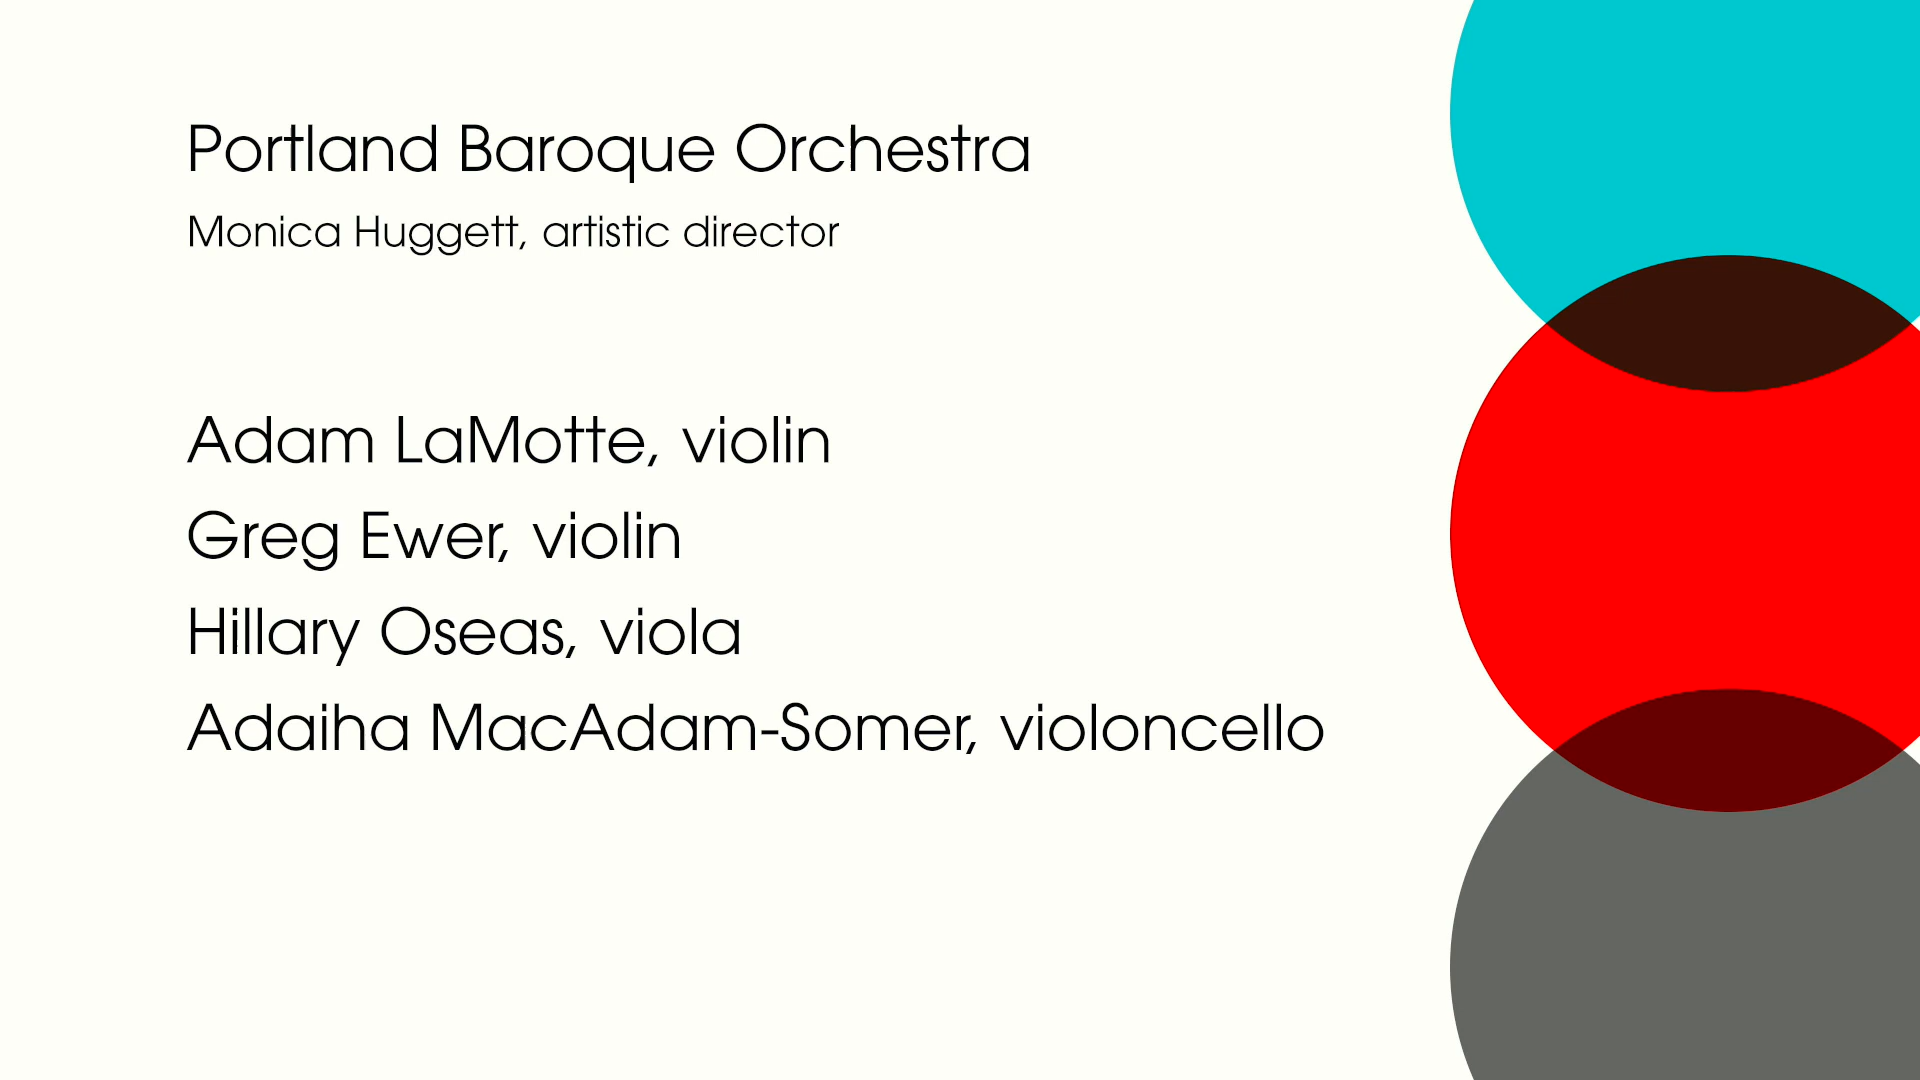 Portland Baroque Orchestra
Monica Huggett, artistic director
Adam LaMotte, violin
Greg Ewer, violin
Hillary Oseas, viola
Adaiha MacAdam-Somer, violoncello